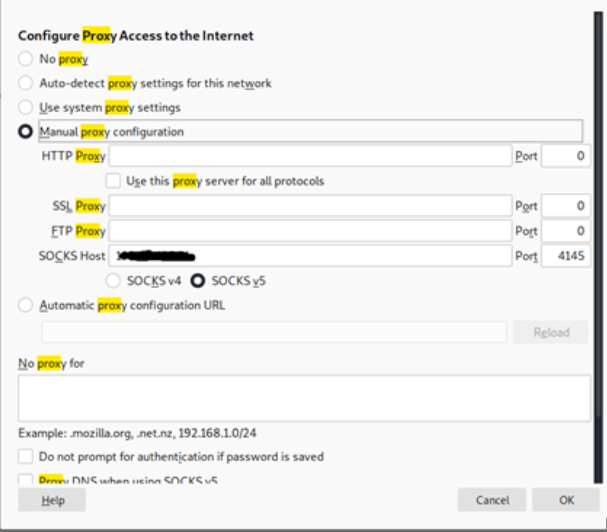 Configure Proxy Access to the Internet
No proxy
Auto-detect proxy settings for this network
Use system proxy settings
Manual proxy configuration
HTTP Proxy Port 0
Use this proxy server for all protocols
SSL Proxy Port 0
FTP Proxy Port 0
SOCKS Host Port 4145
SOCKS v4 SOCKS v5
Automatic proxy configuration URL
Reload
No proxy for
Example: .mozilla.org, .net.nz, 192.168.1.0/24
Do not prompt for authentication if password is saved
Proxy DNS when using SOCKS v5
Help Cancel OK